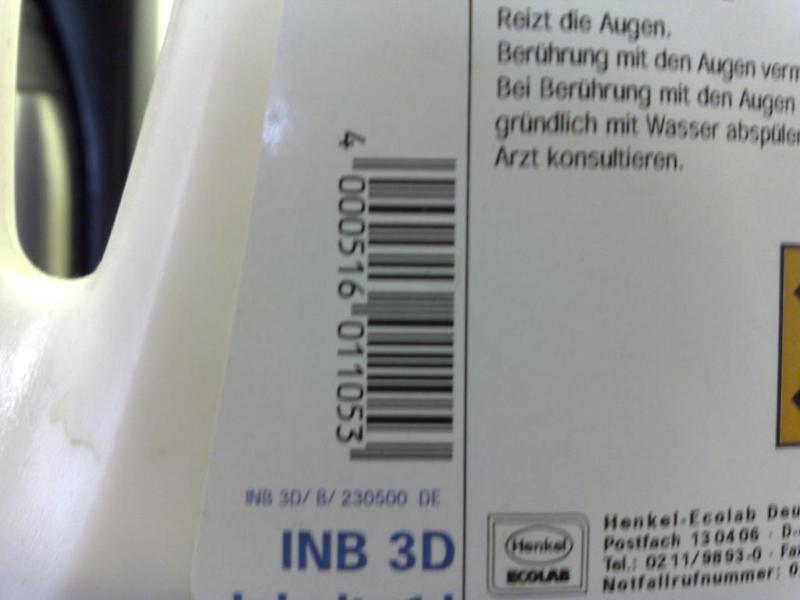 Reizt die Augen.
Berührung mit den Augen verm
Bei Berührung mit den Augen
gründlich mit Wasser abspüler
Arzt konsultieren.
4 000516 011053
INB 3D/ B/ 230500 DE
INB 3D
Henkel
ECOLAB
Henkel-Ecolab Deu
Postfach 13 04 06 · D-
Tel.: 02 11/98 93-0 · Fax
Notfallrufnummer: 0